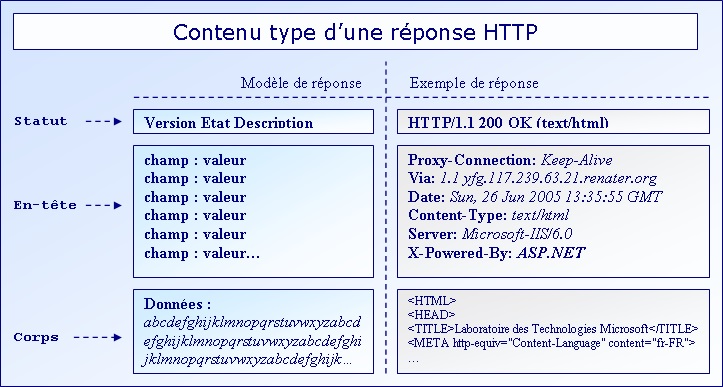 Contenu type d'une réponse HTTP
Modèle de réponse
Exemple de réponse
Statut
Version Etat Description
HTTP/1.1 200 OK (text/html)
En-tête
champ : valeur
champ : valeur
champ : valeur
champ : valeur
champ : valeur
champ : valeur…
Proxy-Connection: Keep-Alive
Via: 1.1 yfg.117.239.63.21.renater.org
Date: Sun, 26 Jun 2005 13:35:55 GMT
Content-Type: text/html
Server: Microsoft-IIS/6.0
X-Powered-By: ASP.NET
Corps
Données :
abcdefghijklmnopqrstuvwxyzabcd
efghijklmnopqrstuvwxyzabcdefghi
jklmnopqrstuvwxyzabcdefghijk…
<HTML>
<HEAD>
<TITLE>Laboratoire des Technologies Microsoft</TITLE>
<META http-equiv="Content-Language" content="fr-FR">
…